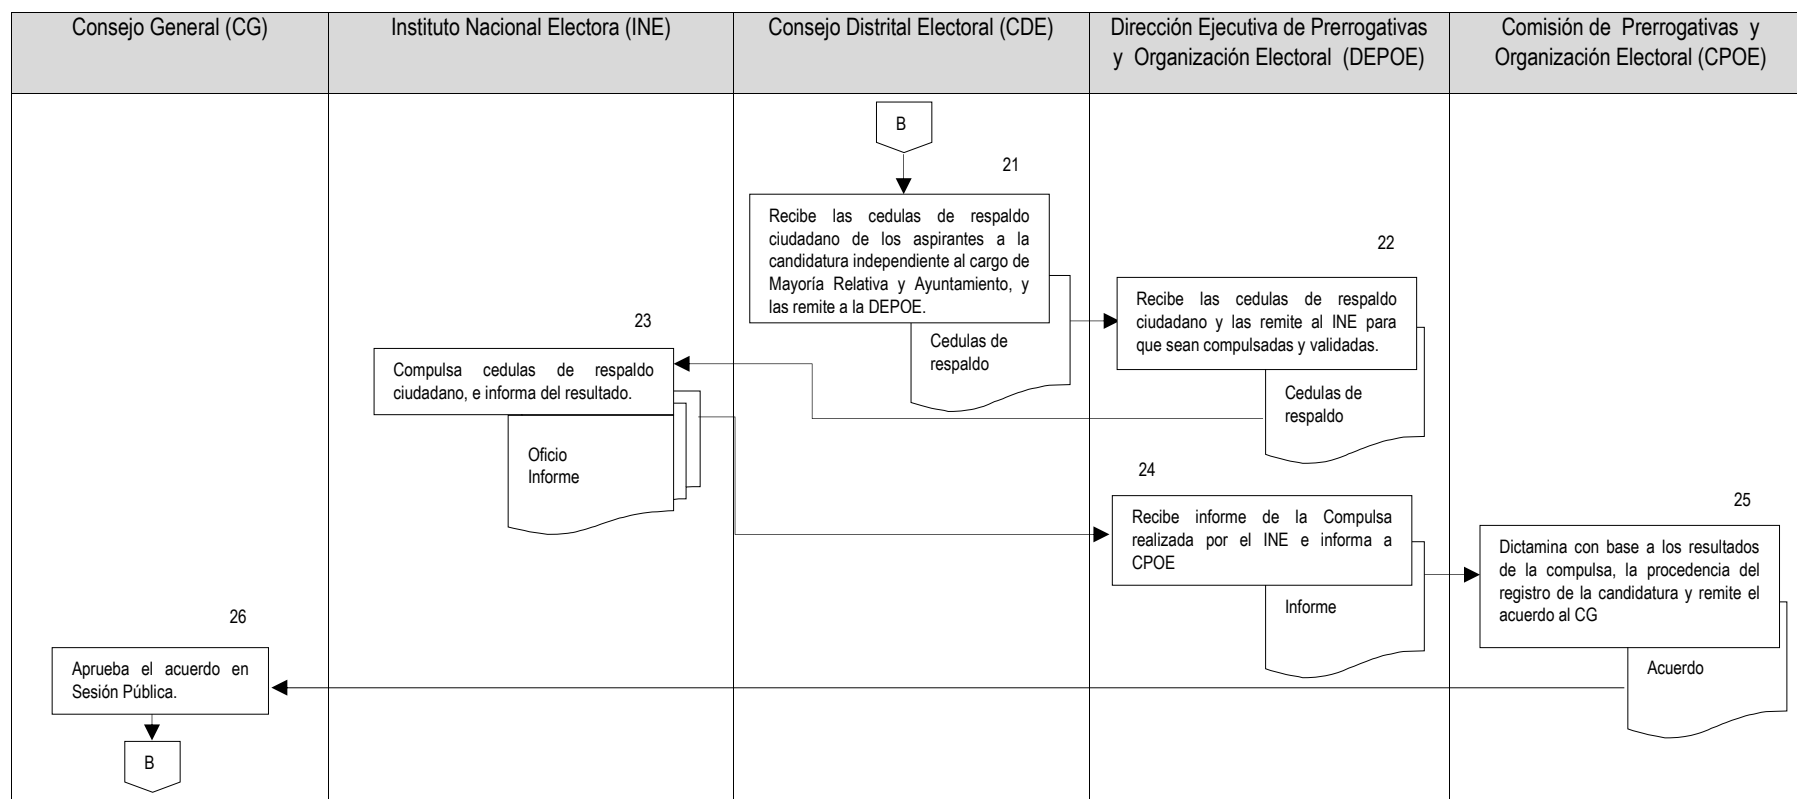 Consejo General (CG)
Instituto Nacional Electora (INE)
Consejo Distrital Electoral (CDE)
Dirección Ejecutiva de Prerrogativas
y Organización Electoral (DEPOE)
Comisión de Prerrogativas y
Organización Electoral (CPOE)
B
21
Recibe las cedulas de respaldo
ciudadano de los aspirantes a la
candidatura independiente al cargo de
Mayoría Relativa y Ayuntamiento, y
las remite a la DEPOE.
Cedulas de
respaldo
22
Recibe las cedulas de respaldo
ciudadano y las remite al INE para
que sean compulsadas y validadas.
Cedulas de
respaldo
23
Compulsa cedulas de respaldo
ciudadano, e informa del resultado.
Oficio
Informe
24
Recibe informe de la Compulsa
realizada por el INE e informa a
CPOE
Informe
25
Dictamina con base a los resultados
de la compulsa, la procedencia del
registro de la candidatura y remite el
acuerdo al CG
Acuerdo
26
Aprueba el acuerdo en
Sesión Pública.
B